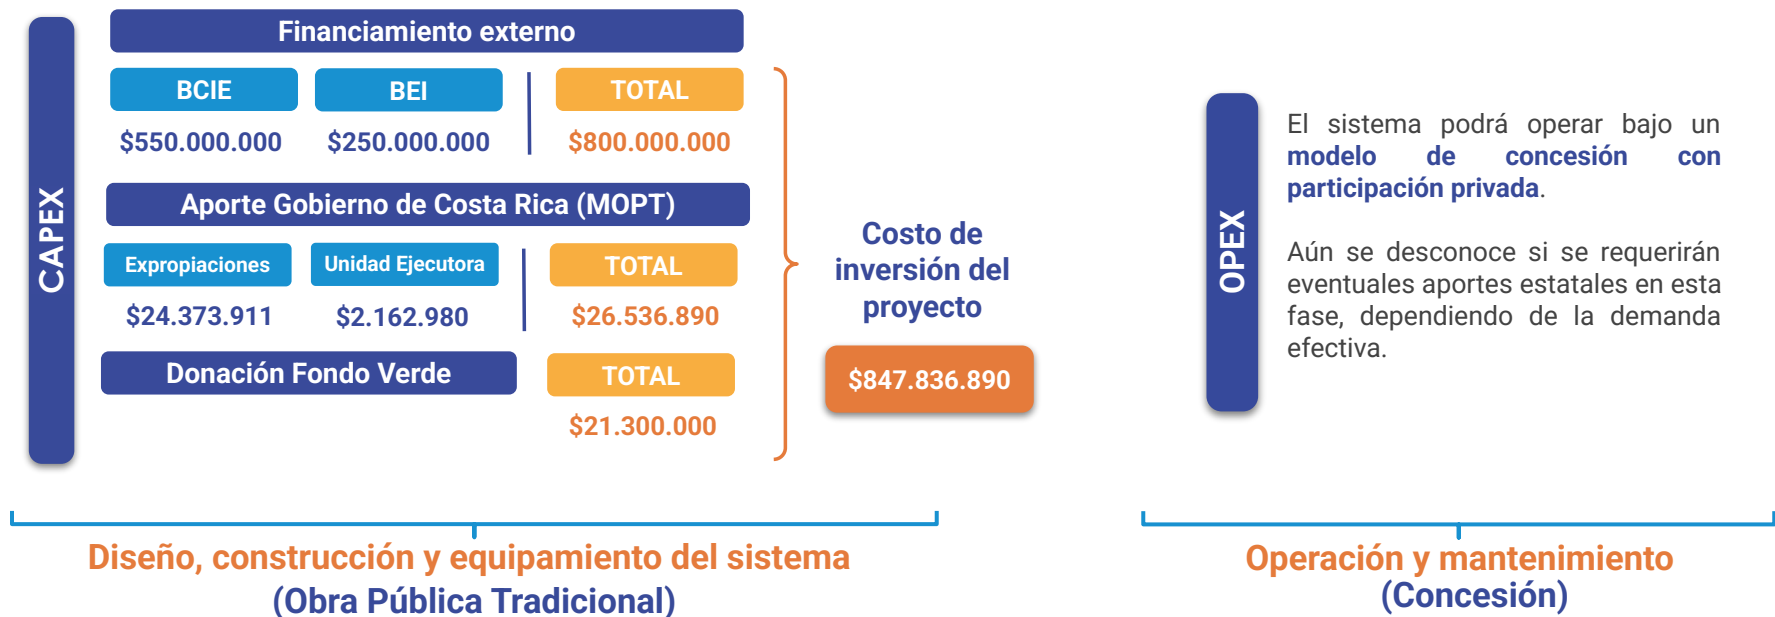 CAPEX
Financiamiento externo
BCIE
BEI
TOTAL
$550.000.000
$250.000.000
$800.000.000
Aporte Gobierno de Costa Rica (MOPT)
Expropiaciones
Unidad Ejecutora
TOTAL
$24.373.911
$2.162.980
$26.536.890
Donación Fondo Verde
TOTAL
$21.300.000
Costo de
inversión del
proyecto
$847.836.890
Diseño, construcción y equipamiento del sistema
(Obra Pública Tradicional)
OPEX
El sistema podrá operar bajo un
modelo de concesión con
participación privada.
Aún se desconoce si se requerirán
eventuales aportes estatales en esta
fase, dependiendo de la demanda
efectiva.
Operación y mantenimiento
(Concesión)